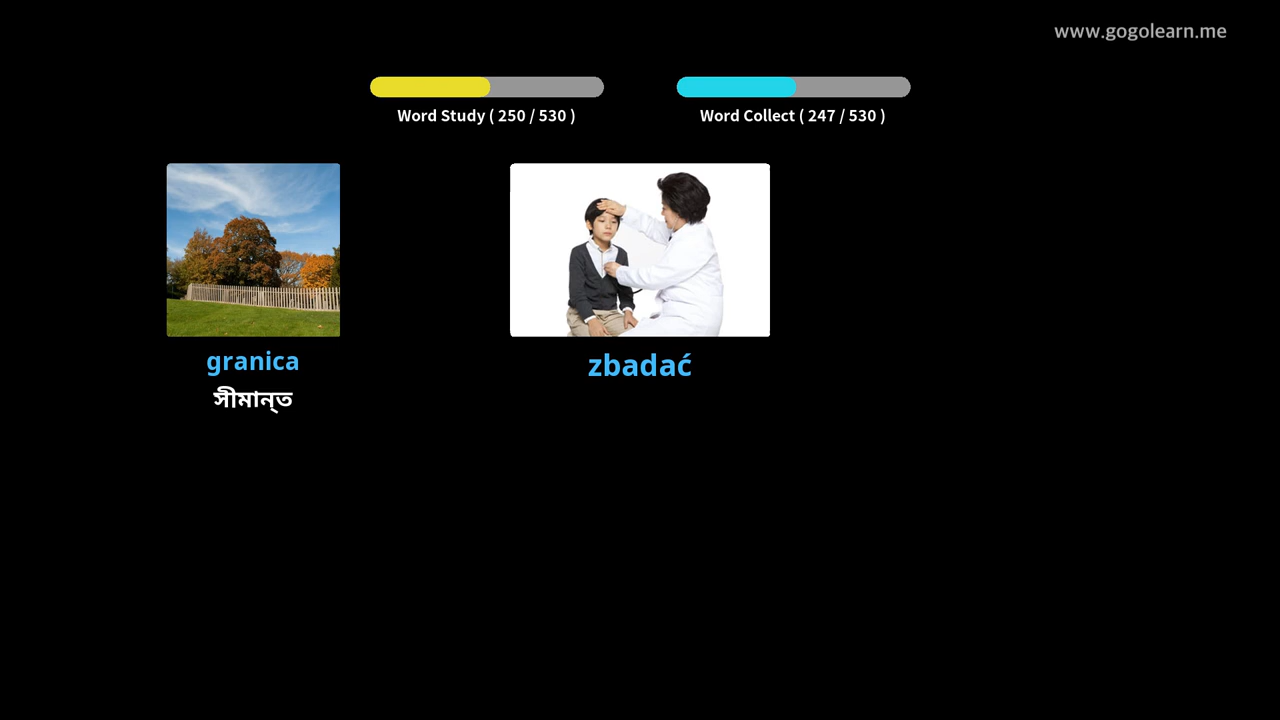 www.gogolearn.me
Word Study ( 250 / 530 )
Word Collect ( 247 / 530 )
granica
zbadać
সীমান্ত